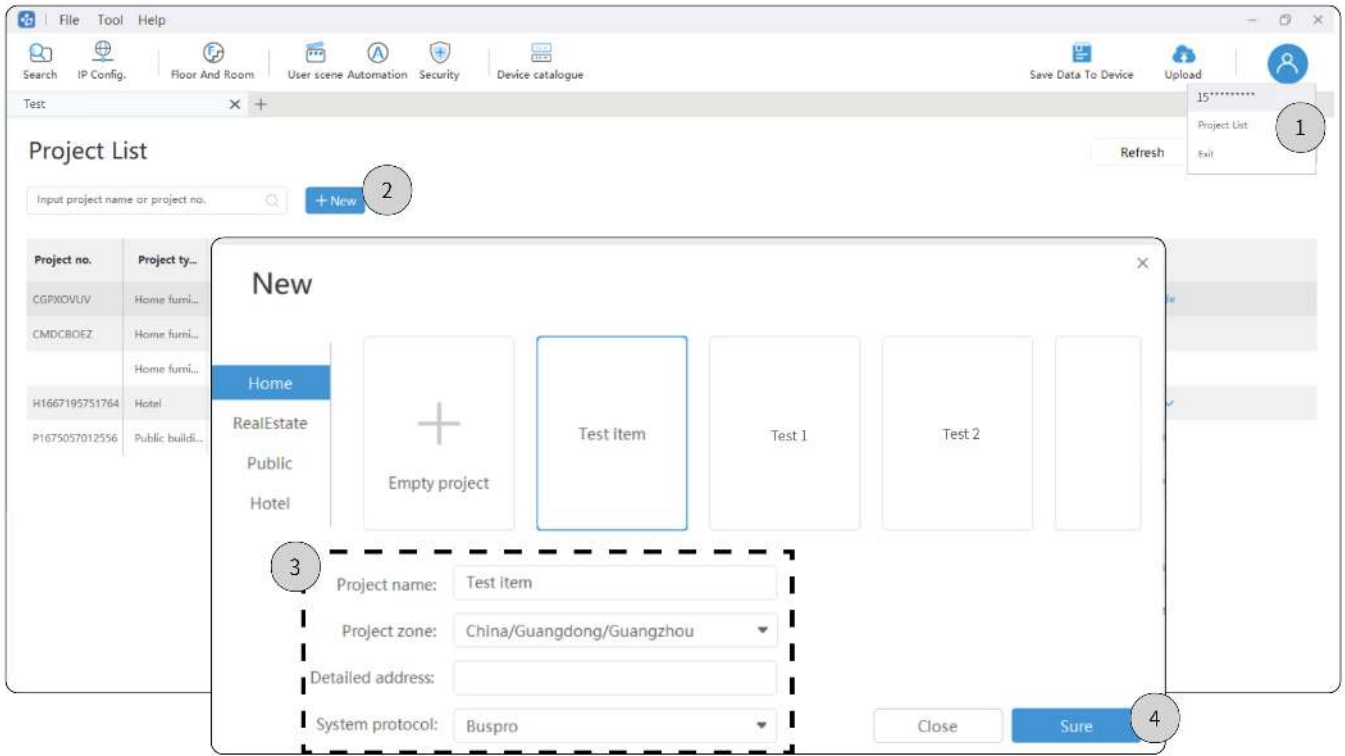 File Tool Help
Search IP Config. Floor And Room User scene Automation Security Device catalogue Save Data To Device Upload
Test
15*********
Project List
Exit
1
Project List
Refresh
Input project name or project no.
+ New
2
Project no. Project ty...
CGPXOVUV Home furni...
CMDCBOEZ Home furni...
Home furni...
H1667195751764 Hotel
P1675057012556 Public buildi...
New
Home
RealEstate
Public
Hotel
Empty project
Test item
Test 1
Test 2
3
Project name: Test item
Project zone: China/Guangdong/Guangzhou
Detailed address:
System protocol: Buspro
Close
Sure
4